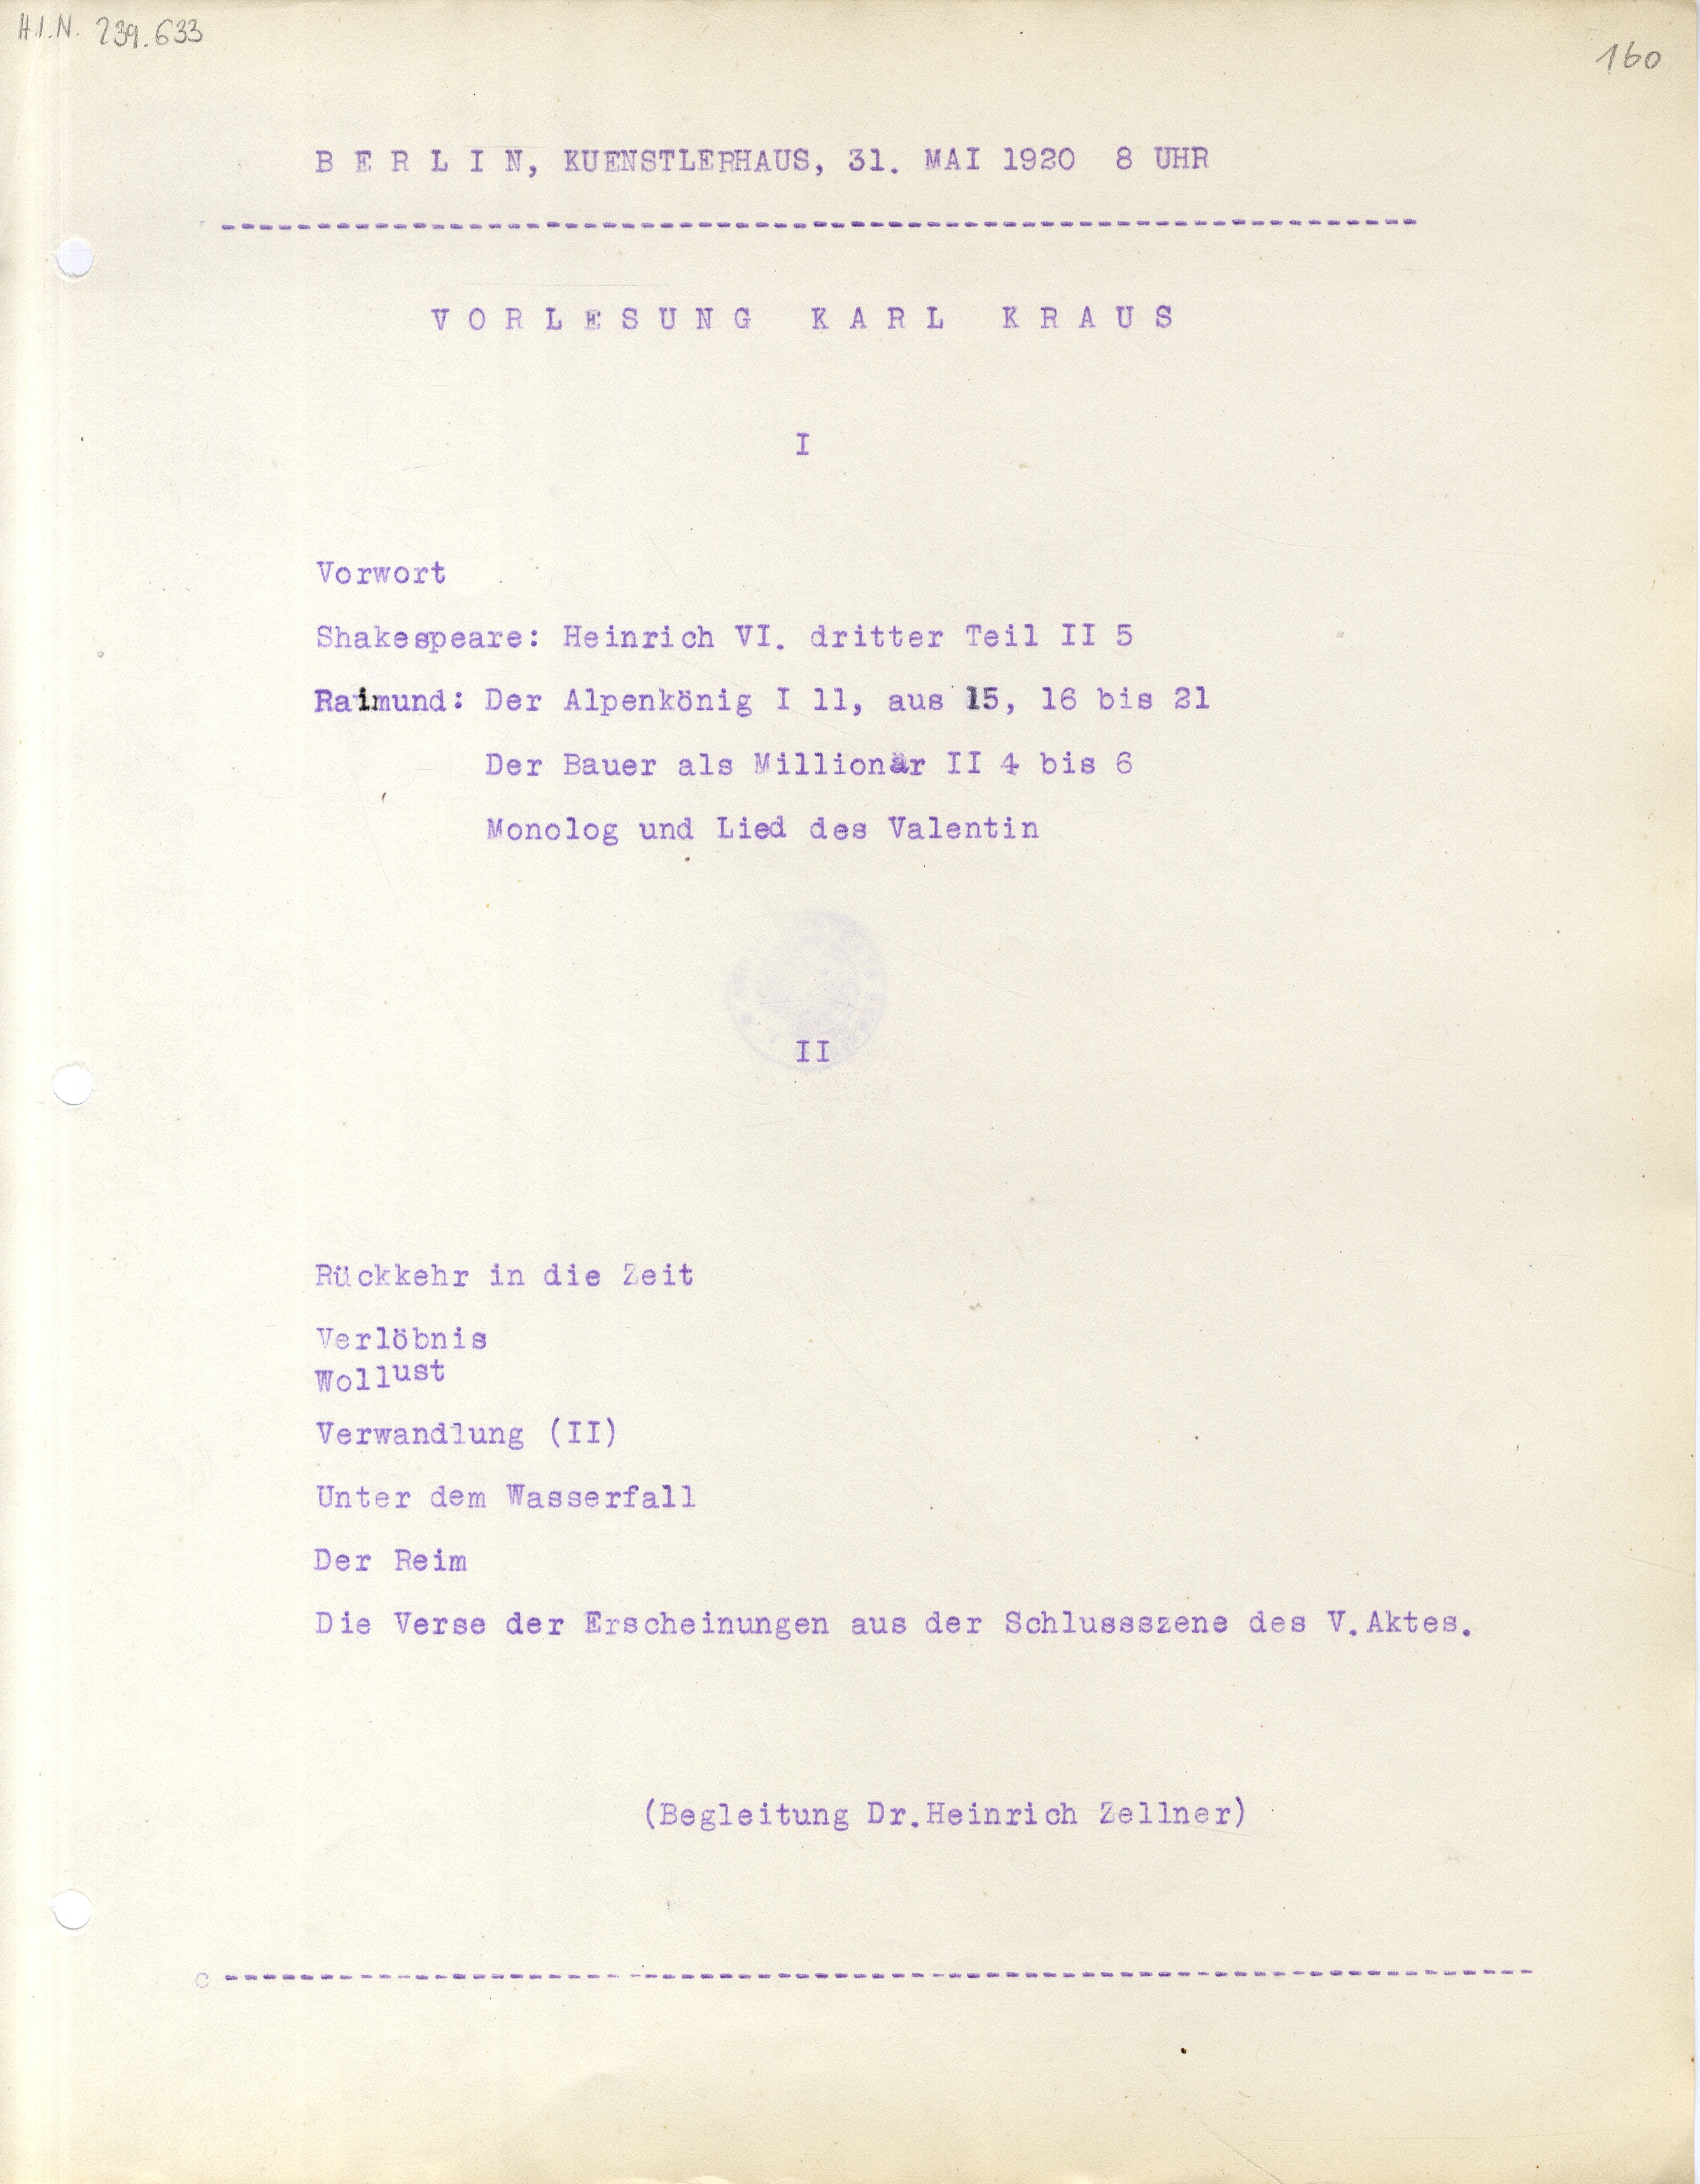 H.I.N. 239.633
160
B E R L I N, KUENSTLERHAUS, 31. MAI 1920 8 UHR
V O R L E S U N G   K A R L   K R A U S
I
Vorwort
Shakespeare: Heinrich VI. dritter Teil II 5
Raimund: Der Alpenkönig I 11, aus 15, 16 bis 21
Der Bauer als Millionär II 4 bis 6
Monolog und Lied des Valentin
II
Rückkehr in die Zeit
Verlöbnis
Wollust
Verwandlung (II)
Unter dem Wasserfall
Der Reim
Die Verse der Erscheinungen aus der Schlussszene des V.Aktes.
(Begleitung Dr.Heinrich Zellner)